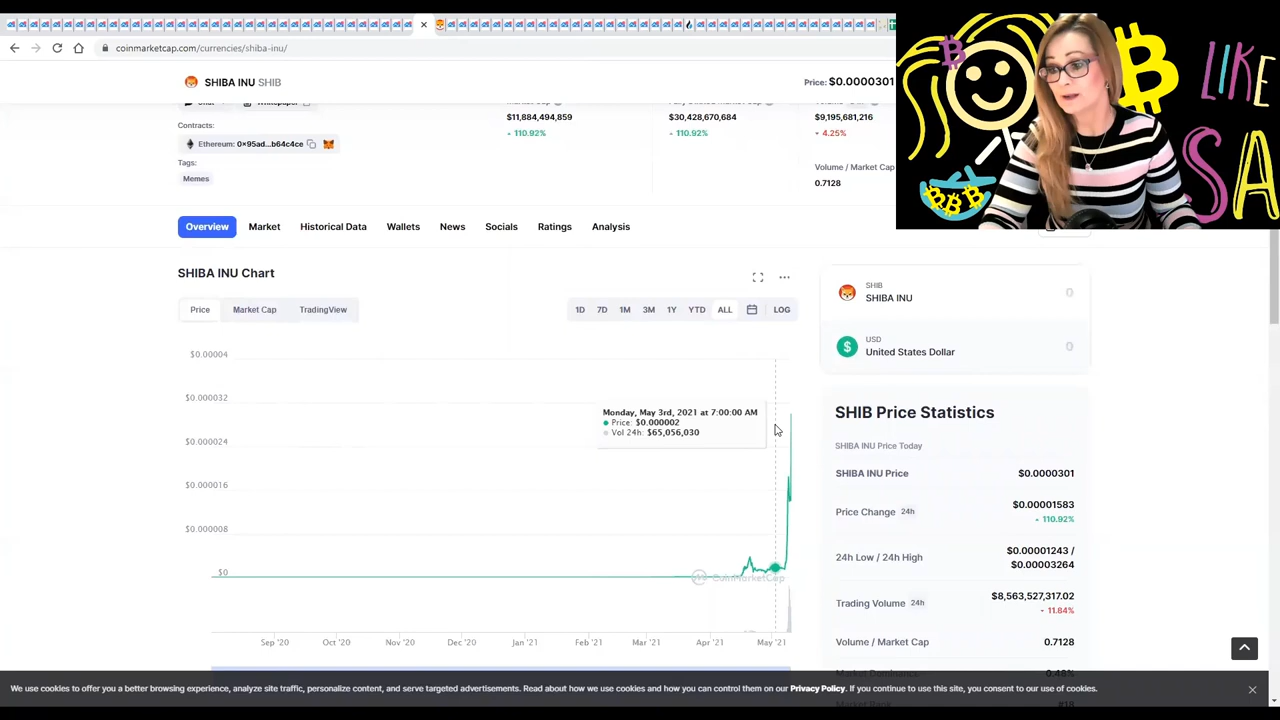 coinmarketcap.com/currencies/shiba-inu/
SHIBA INU SHIB
Price: $0.0000301
Contracts:
$11,884,494,859
$30,428,670,684
$9,195,681,216
110.92%
110.92%
4.25%
Ethereum: 0x95ad...b64c4ce
Tags:
Memes
Volume / Market Cap
0.7128
LIKE
SA
B
B
BBB
Overview
Market
Historical Data
Wallets
News
Socials
Ratings
Analysis
SHIBA INU Chart
Price
Market Cap
TradingView
1D
7D
1M
3M
1Y
YTD
ALL
LOG
$0.00004
$0.000032
$0.000024
$0.000016
$0.000008
$0
Monday, May 3rd, 2021 at 7:00:00 AM
Price: $0.000002
Vol 24h: $65,056,030
CoinMarketCap
Sep '20
Oct '20
Nov '20
Dec '20
Jan '21
Feb '21
Mar '21
Apr '21
May '21
SHIB
SHIBA INU
0
USD
United States Dollar
0
SHIB Price Statistics
SHIBA INU Price Today
SHIBA INU Price
$0.0000301
Price Change 24h
$0.00001583
110.92%
24h Low / 24h High
$0.00001243 /
$0.00003264
Trading Volume 24h
$8,563,527,317.02
11.84%
Volume / Market Cap
0.7128
We use cookies to offer you a better browsing experience, analyze site traffic, personalize content, and serve targeted advertisements. Read about how we use cookies and how you can control them on our Privacy Policy. If you continue to use this site, you consent to our use of cookies.